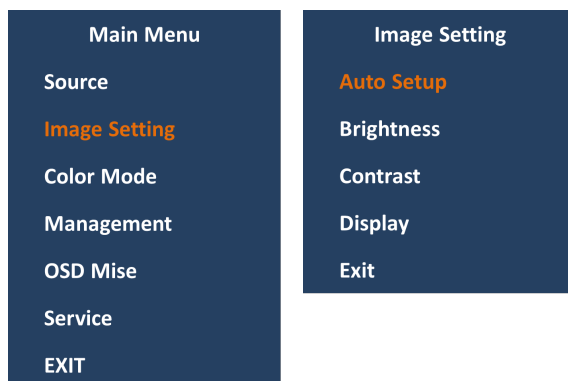 Main Menu
Source
Image Setting
Color Mode
Management
OSD Mise
Service
EXIT
Image Setting
Auto Setup
Brightness
Contrast
Display
Exit